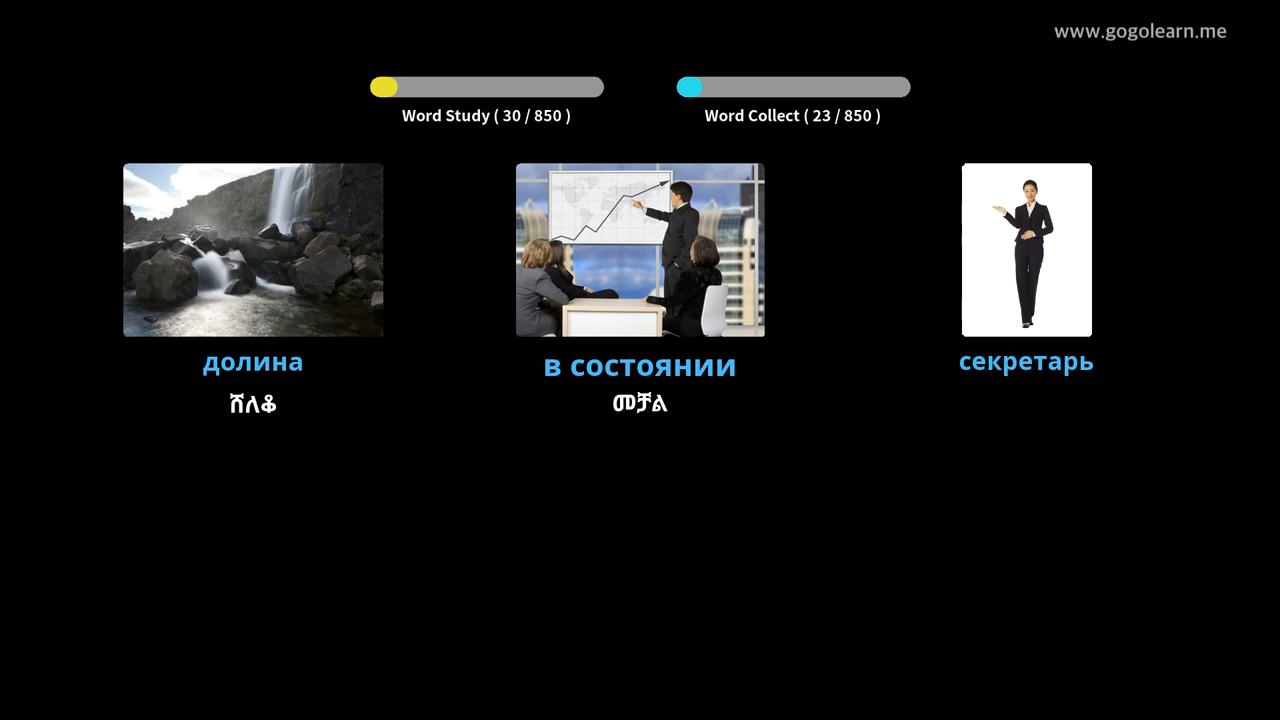 www.gogolearn.me
Word Study ( 30 / 850 )
Word Collect ( 23 / 850 )
долина
в состоянии
секретарь
ሸለቆ
መቻል